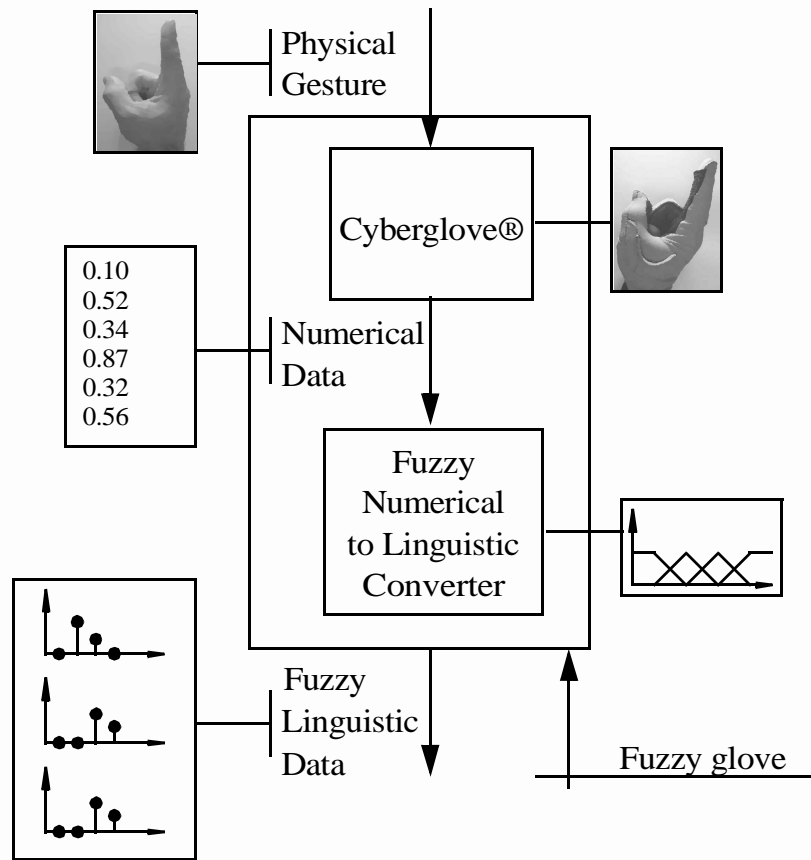 Physical
Gesture
Cyberglove®
0.10
0.52
0.34
0.87
0.32
0.56
Numerical
Data
Fuzzy
Numerical
to Linguistic
Converter
Fuzzy
Linguistic
Data
Fuzzy glove